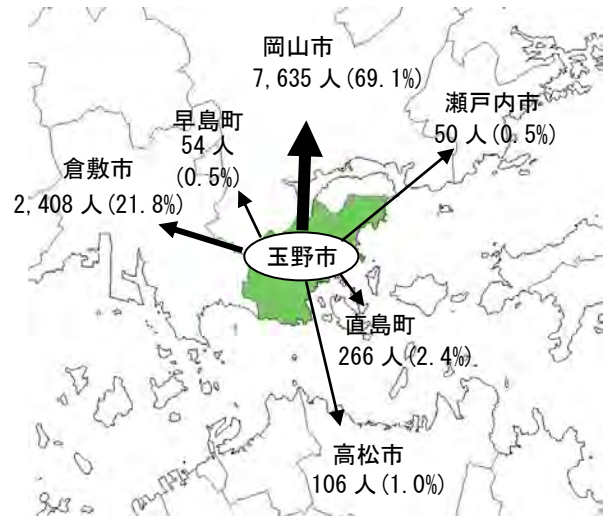 岡山市
7,635 人(69.1%)
瀬戸内市
50 人(0.5%)
早島町
54 人
(0.5%)
倉敷市
2,408 人(21.8%)
玉野市
直島町
266 人(2.4%)
高松市
106 人(1.0%)